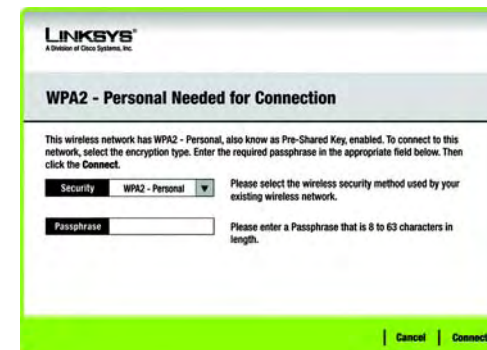 LINKSYS®
A Division of Cisco Systems, Inc.
WPA2 - Personal Needed for Connection
This wireless network has WPA2 - Personal, also know as Pre-Shared Key, enabled. To connect to this
network, select the encryption type. Enter the required passphrase in the appropriate field below. Then
click the Connect.
Security WPA2 - Personal Please select the wireless security method used by your
existing wireless network.
Passphrase Please enter a Passphrase that is 8 to 63 characters in
length.
Cancel Connect